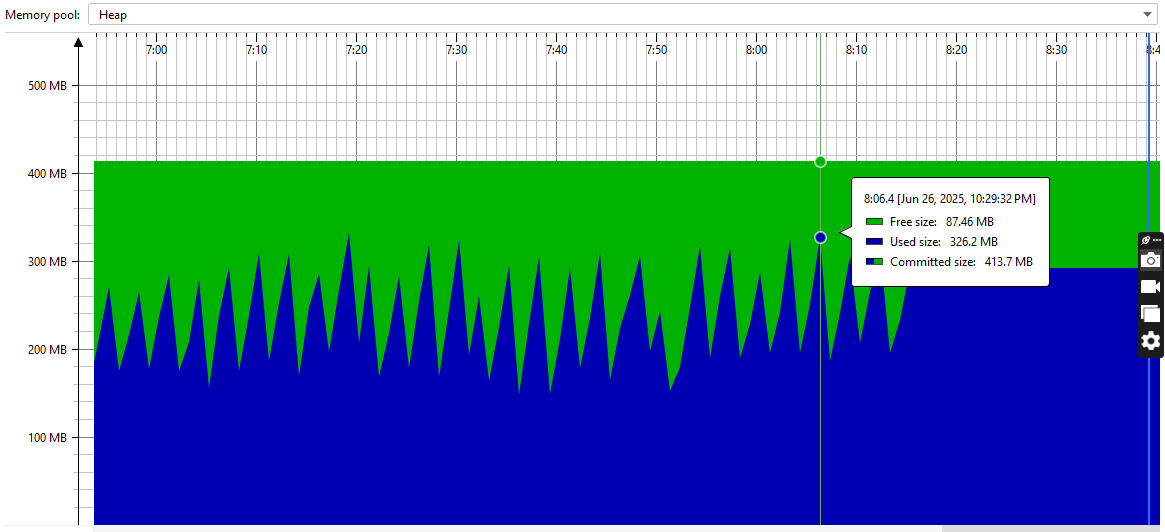 Memory pool: Heap
7:00 7:10 7:20 7:30 7:40 7:50 8:00 8:10 8:20 8:30 8:4
500 MB
400 MB
8:06.4 [Jun 26, 2025, 10:29:32 PM]
Free size: 87.46 MB
Used size: 326.2 MB
Committed size: 413.7 MB
300 MB
200 MB
100 MB